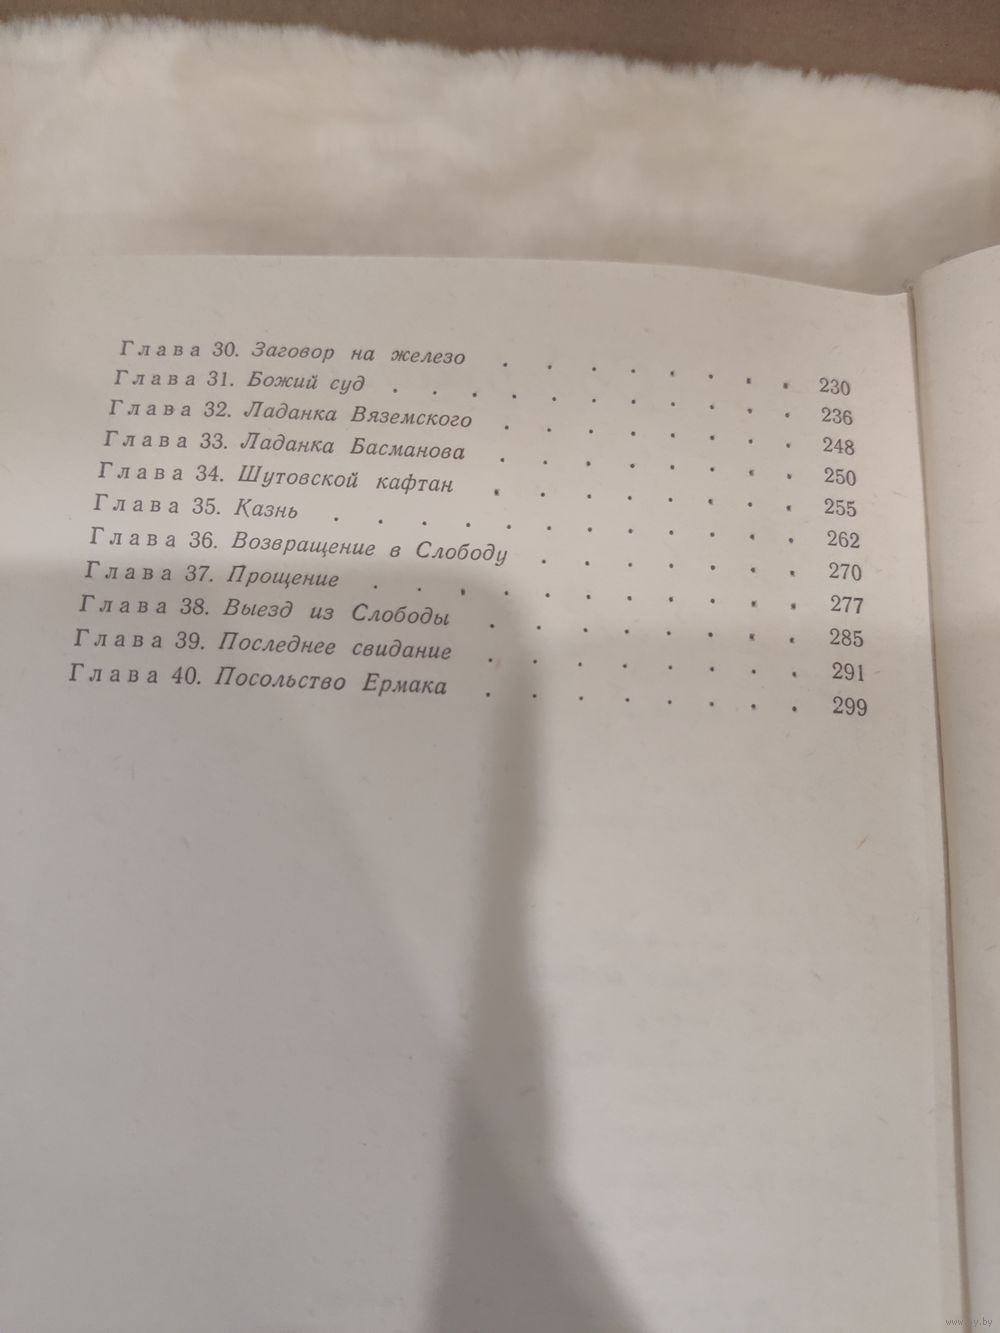 Глава 30. Заговор на железо . . . . . . . . 230
Глава 31. Божий суд . . . . . . . . . . . 236
Глава 32. Ладанка Вяземского . . . . . . . . 248
Глава 33. Ладанка Басманова . . . . . . . . 250
Глава 34. Шутовской кафтан . . . . . . . . 255
Глава 35. Казнь . . . . . . . . . . . . 262
Глава 36. Возвращение в Слободу . . . . . . . 270
Глава 37. Прощение . . . . . . . . . . . 277
Глава 38. Выезд из Слободы . . . . . . . . 285
Глава 39. Последнее свидание . . . . . . . . 291
Глава 40. Посольство Ермака . . . . . . . . 299